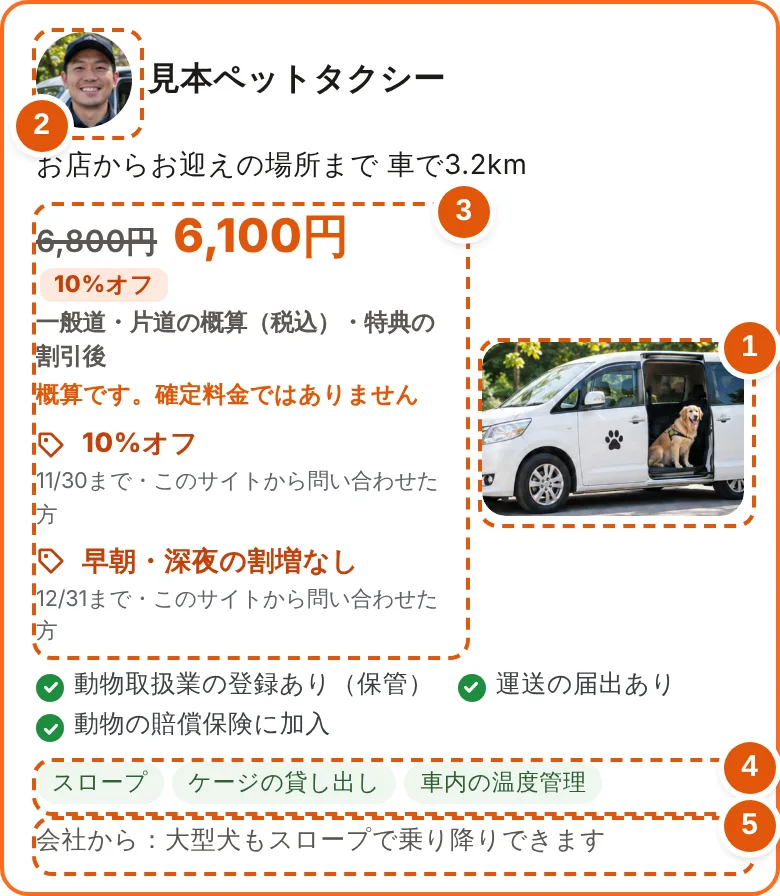 見本ペットタクシー
2
お店からお迎えの場所まで 車で3.2km
3
6,800円 6,100円
10%オフ
一般道・片道の概算（税込）・特典の
割引後
1
概算です。確定料金ではありません
10%オフ
11/30まで・このサイトから問い合わせた
方
早朝・深夜の割増なし
12/31まで・このサイトから問い合わせた
方
動物取扱業の登録あり（保管） 運送の届出あり
動物の賠償保険に加入
4
スロープ ケージの貸し出し 車内の温度管理
5
会社から：大型犬もスロープで乗り降りできます